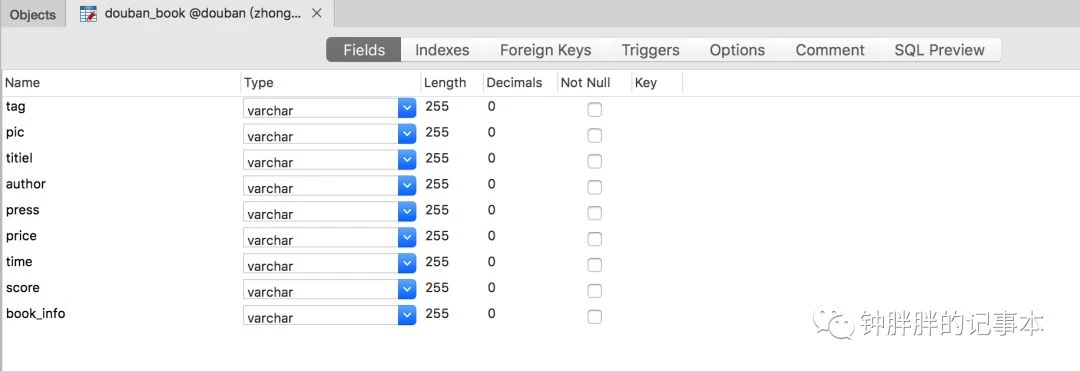 Objects douban_book @douban (zhong...
Fields Indexes Foreign Keys Triggers Options Comment SQL Preview
Name Type Length Decimals Not Null Key
tag varchar 255 0
pic varchar 255 0
titiel varchar 255 0
author varchar 255 0
press varchar 255 0
price varchar 255 0
time varchar 255 0
score varchar 255 0
book_info varchar 255 0
钟胖胖的记事本